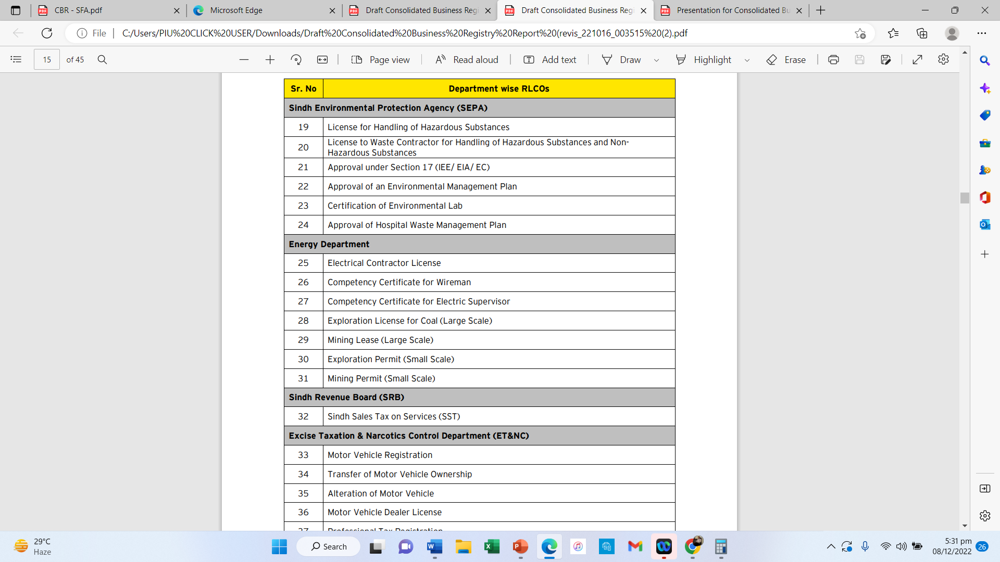 CBR - SFA.pdf
Microsoft Edge
Draft Consolidated Business Regi
Draft Consolidated Business Regi
Presentation for Consolidated Bu
File
C:/Users/PIU%20CLICK%20USER/Downloads/Draft%20Consolidated%20Business%20Registry%20Report%20(revis_221016_003515%20(2).pdf
15 of 45
Page view
Read aloud
Add text
Draw
Highlight
Erase
Sr. No Department wise RLCOs
Sindh Environmental Protection Agency (SEPA)
19 License for Handling of Hazardous Substances
20 License to Waste Contractor for Handling of Hazardous Substances and Non-
Hazardous Substances
21 Approval under Section 17 (IEE/ EIA/ EC)
22 Approval of an Environmental Management Plan
23 Certification of Environmental Lab
24 Approval of Hospital Waste Management Plan
Energy Department
25 Electrical Contractor License
26 Competency Certificate for Wireman
27 Competency Certificate for Electric Supervisor
28 Exploration License for Coal (Large Scale)
29 Mining Lease (Large Scale)
30 Exploration Permit (Small Scale)
31 Mining Permit (Small Scale)
Sindh Revenue Board (SRB)
32 Sindh Sales Tax on Services (SST)
Excise Taxation & Narcotics Control Department (ET&NC)
33 Motor Vehicle Registration
34 Transfer of Motor Vehicle Ownership
35 Alteration of Motor Vehicle
36 Motor Vehicle Dealer License
37 Professional Tax Registration
29°C
Haze
Search
5:31 pm
08/12/2022
26